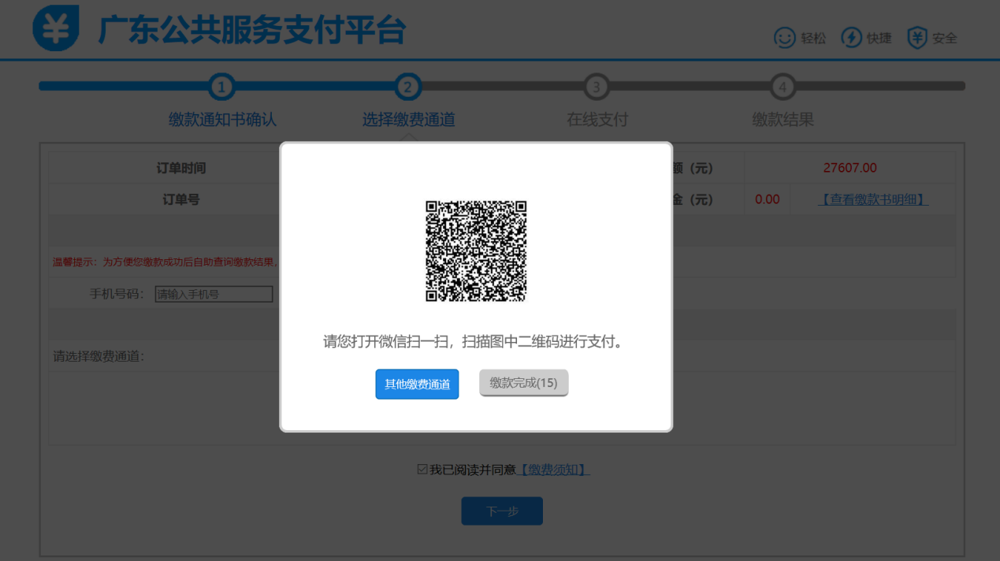 ¥ 广东公共服务支付平台
轻松 快捷 ¥ 安全
1 2 3 4
缴款通知书确认 选择缴费通道 在线支付 缴款结果
订单时间 额（元） 27607.00
订单号 金（元） 0.00 【查看缴款书明细】
温馨提示：为方便您缴款成功后自助查询缴款结果，
手机号码： 请输入手机号
请您打开微信扫一扫，扫描图中二维码进行支付。
请选择缴费通道：
其他缴费通道 缴款完成(15)
我已阅读并同意【缴费须知】
下一步